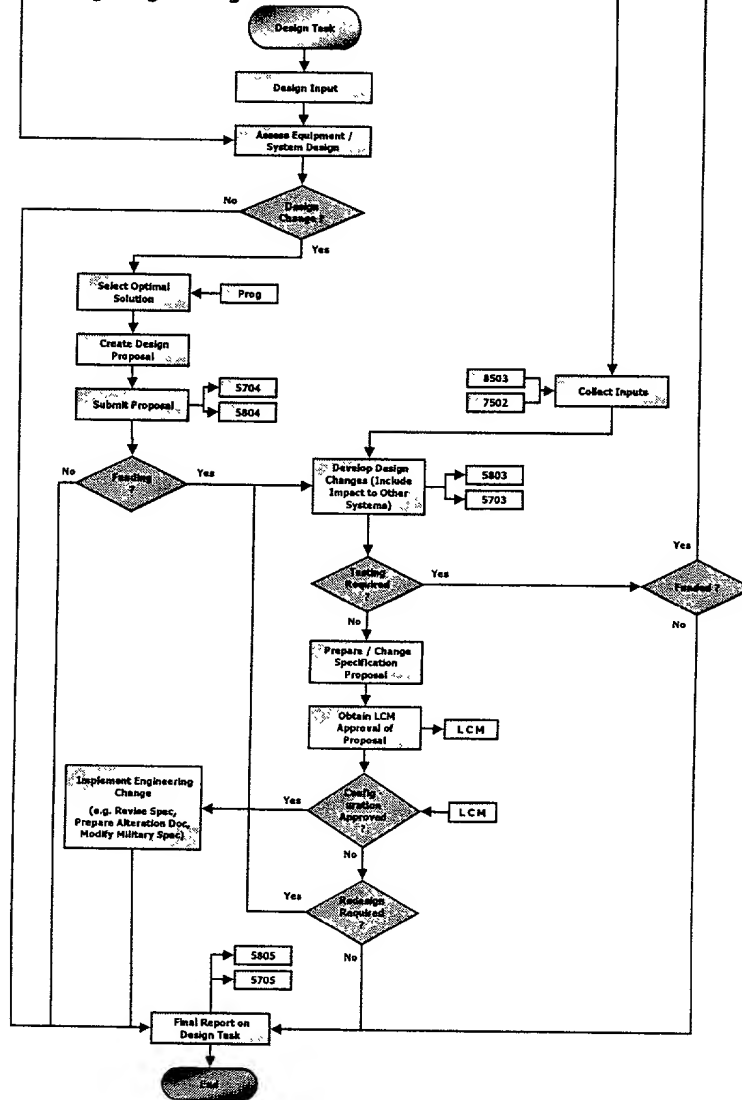 Design Task
Design Input
Assess Equipment /
System Design
No
Design
Change ?
Yes
Select Optimal
Solution
Prog
Create Design
Proposal
Submit Proposal
5704
5804
8503
7502
Collect Inputs
No
Funding
?
Yes
Develop Design
Changes (Include
Impact to Other
Systems)
5803
5703
Testing
Required
?
Yes
Yes
Funded ?
No
No
Prepare / Change
Specification
Proposal
Obtain LCM
Approval of
Proposal
L C M
Implement Engineering
Change
(e.g. Revise Spec,
Prepare Alteration Doc,
Modify Military Spec)
Yes
Config -
uration
Approved
?
L C M
No
Yes
Redesign
Required
?
No
5805
5705
Final Report on
Design Task
End